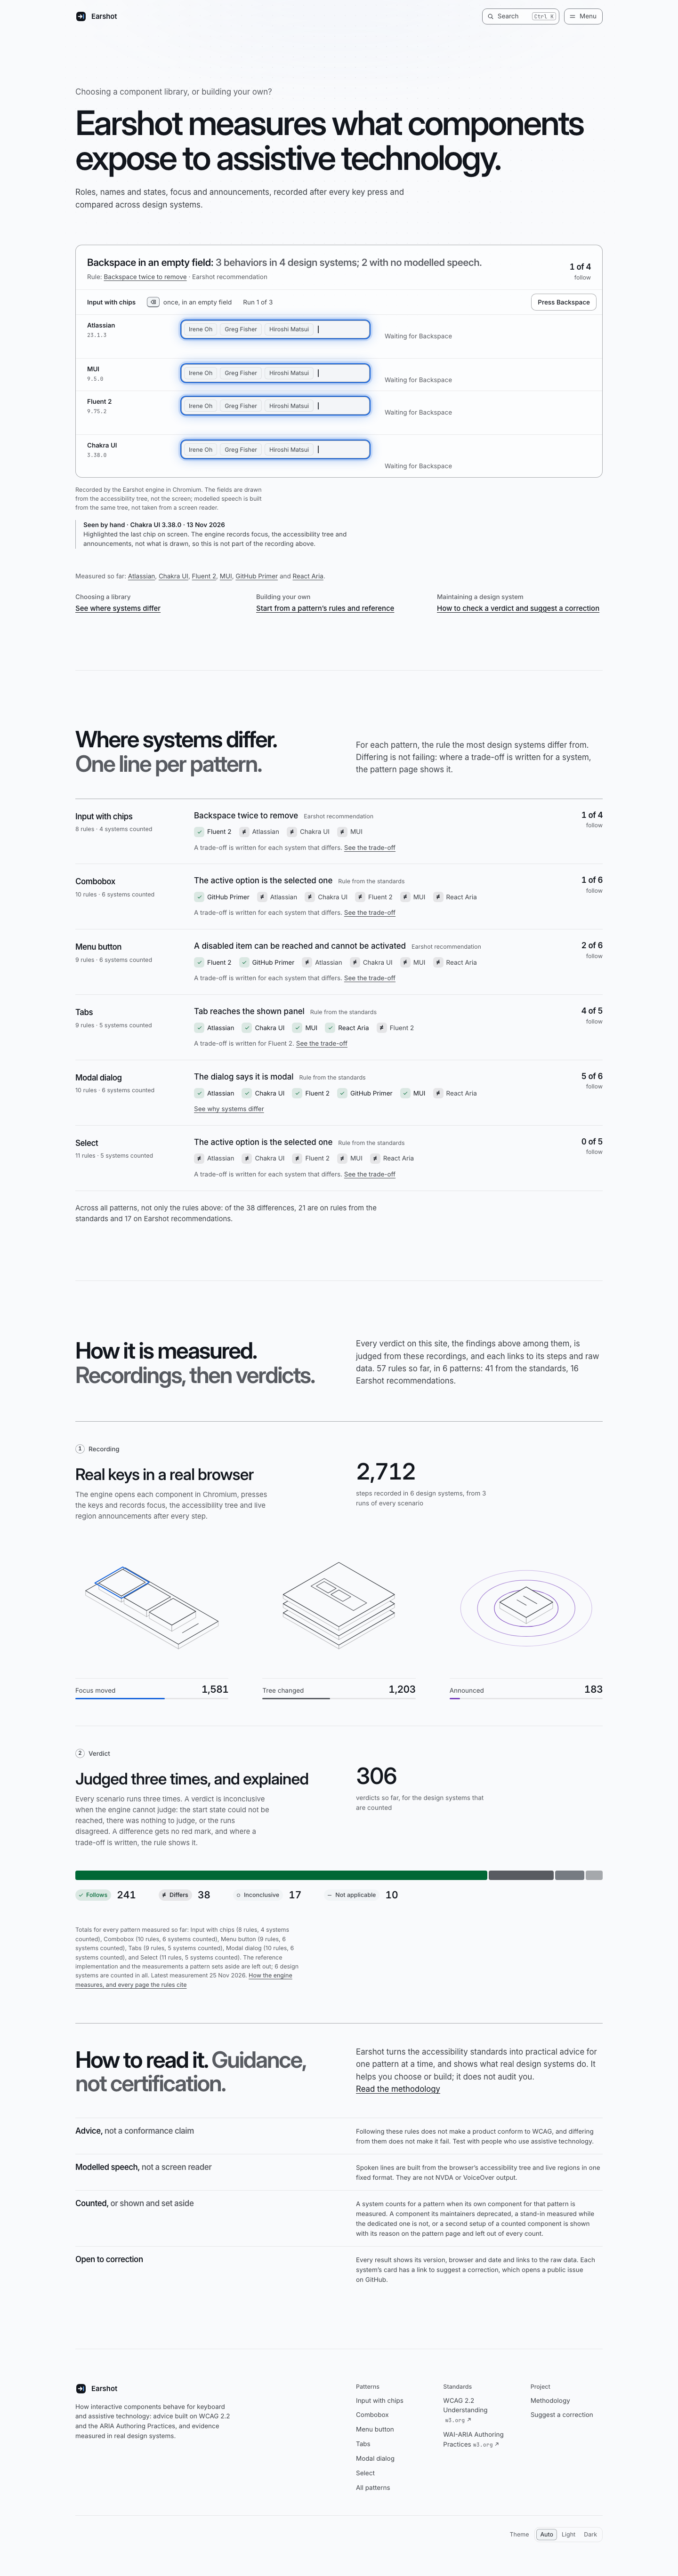 Earshot
Search Ctrl K
Menu
Choosing a component library, or building your own?
Earshot measures what components
expose to assistive technology.
Roles, names and states, focus and announcements, recorded after every key press and
compared across design systems.
Backspace in an empty field: 3 behaviors in 4 design systems; 2 with no modelled speech.
Rule: Backspace twice to remove · Earshot recommendation
1 of 4
follow
Input with chips
once, in an empty field
Run 1 of 3
Press Backspace
Atlassian
23.1.3
Irene Oh Greg Fisher Hiroshi Matsui
Waiting for Backspace
MUI
9.5.0
Irene Oh Greg Fisher Hiroshi Matsui
Waiting for Backspace
Fluent 2
9.75.2
Irene Oh Greg Fisher Hiroshi Matsui
Waiting for Backspace
Chakra UI
3.38.0
Irene Oh Greg Fisher Hiroshi Matsui
Waiting for Backspace
Recorded by the Earshot engine in Chromium. The fields are drawn
from the accessibility tree, not the screen; modelled speech is built
from the same tree, not taken from a screen reader.
Seen by hand · Chakra UI 3.38.0 · 13 Nov 2026
Highlighted the last chip on screen. The engine records focus, the accessibility tree and
announcements, not what is drawn, so this is not part of the recording above.
Measured so far: Atlassian, Chakra UI, Fluent 2, MUI, GitHub Primer and React Aria.
Choosing a library
See where systems differ
Building your own
Start from a pattern's rules and reference
Maintaining a design system
How to check a verdict and suggest a correction
Where systems differ.
One line per pattern.
For each pattern, the rule the most design systems differ from.
Differing is not failing: where a trade-off is written for a system,
the pattern page shows it.
Input with chips
8 rules · 4 systems counted
Backspace twice to remove Earshot recommendation
✓ Fluent 2 ≠ Atlassian ≠ Chakra UI ≠ MUI
A trade-off is written for each system that differs. See the trade-off
1 of 4
follow
Combobox
10 rules · 6 systems counted
The active option is the selected one Rule from the standards
✓ GitHub Primer ≠ Atlassian ≠ Chakra UI ≠ Fluent 2 ≠ MUI ≠ React Aria
A trade-off is written for each system that differs. See the trade-off
1 of 6
follow
Menu button
9 rules · 6 systems counted
A disabled item can be reached and cannot be activated Earshot recommendation
✓ Fluent 2 ✓ GitHub Primer ≠ Atlassian ≠ Chakra UI ≠ MUI ≠ React Aria
A trade-off is written for each system that differs. See the trade-off
2 of 6
follow
Tabs
9 rules · 5 systems counted
Tab reaches the shown panel Rule from the standards
✓ Atlassian ✓ Chakra UI ✓ MUI ✓ React Aria ≠ Fluent 2
A trade-off is written for Fluent 2. See the trade-off
4 of 5
follow
Modal dialog
10 rules · 6 systems counted
The dialog says it is modal Rule from the standards
✓ Atlassian ✓ Chakra UI ✓ Fluent 2 ✓ GitHub Primer ✓ MUI ≠ React Aria
See why systems differ
5 of 6
follow
Select
11 rules · 5 systems counted
The active option is the selected one Rule from the standards
≠ Atlassian ≠ Chakra UI ≠ Fluent 2 ≠ MUI ≠ React Aria
A trade-off is written for each system that differs. See the trade-off
0 of 5
follow
Across all patterns, not only the rules above: of the 38 differences, 21 are on rules from the
standards and 17 on Earshot recommendations.
How it is measured.
Recordings, then verdicts.
Every verdict on this site, the findings above among them, is
judged from these recordings, and each links to its steps and raw
data. 57 rules so far, in 6 patterns: 41 from the standards, 16
Earshot recommendations.
1 Recording
Real keys in a real browser
The engine opens each component in Chromium, presses
the keys and records focus, the accessibility tree and live
region announcements after every step.
2,712
steps recorded in 6 design systems, from 3
runs of every scenario
Focus moved 1,581
Tree changed 1,203
Announced 183
2 Verdict
Judged three times, and explained
Every scenario runs three times. A verdict is inconclusive
when the engine cannot judge: the start state could not be
reached, there was nothing to judge, or the runs
disagreed. A difference gets no red mark, and where a
trade-off is written, the rule shows it.
306
verdicts so far, for the design systems that
are counted
✓ Follows 241
≠ Differs 38
○ Inconclusive 17
– Not applicable 10
Totals for every pattern measured so far: Input with chips (8 rules, 4 systems
counted), Combobox (10 rules, 6 systems counted), Menu button (9 rules, 6
systems counted), Tabs (9 rules, 5 systems counted), Modal dialog (10 rules, 6
systems counted), and Select (11 rules, 5 systems counted). The reference
implementation and the measurements a pattern sets aside are left out; 6 design
systems are counted in all. Latest measurement 25 Nov 2026. How the engine
measures, and every page the rules cite
How to read it. Guidance,
not certification.
Earshot turns the accessibility standards into practical advice for
one pattern at a time, and shows what real design systems do. It
helps you choose or build; it does not audit you.
Read the methodology
Advice, not a conformance claim
Following these rules does not make a product conform to WCAG, and differing
from them does not make it fail. Test with people who use assistive technology.
Modelled speech, not a screen reader
Spoken lines are built from the browser's accessibility tree and live regions in one
fixed format. They are not NVDA or VoiceOver output.
Counted, or shown and set aside
A system counts for a pattern when its own component for that pattern is
measured. A component its maintainers deprecated, a stand-in measured while
the dedicated one is not, or a second setup of a counted component is shown
with its reason on the pattern page and left out of every count.
Open to correction
Every result shows its version, browser and date and links to the raw data. Each
system's card has a link to suggest a correction, which opens a public issue
on GitHub.
Earshot
How interactive components behave for keyboard
and assistive technology: advice built on WCAG 2.2
and the ARIA Authoring Practices, and evidence
measured in real design systems.
Patterns
Input with chips
Combobox
Menu button
Tabs
Modal dialog
Select
All patterns
Standards
WCAG 2.2
Understanding
w3.org ↗
WAI-ARIA Authoring
Practices w3.org ↗
Project
Methodology
Suggest a correction
Theme Auto Light Dark